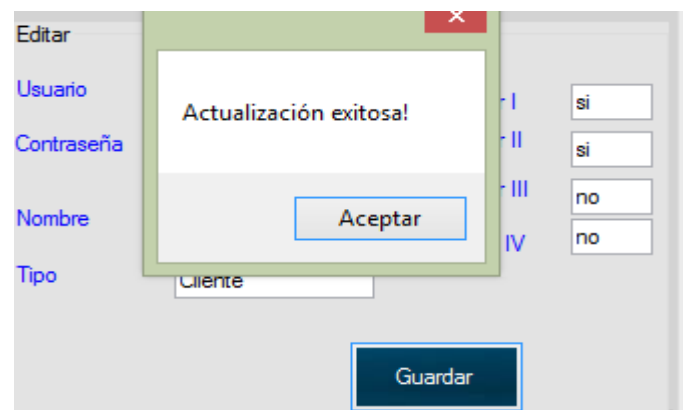 Editar
Usuario
Contraseña
Nombre
Tipo
Actualización exitosa!
Aceptar
I
si
II
si
III
no
IV
no
Cliente
Guardar